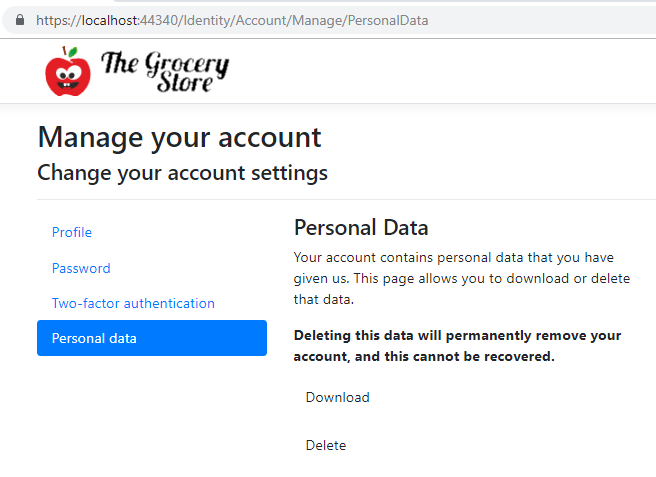 https://localhost:44340/Identity/Account/Manage/PersonalData
The Grocery
Store
Manage your account
Change your account settings
Profile
Password
Two-factor authentication
Personal data
Personal Data
Your account contains personal data that you have
given us. This page allows you to download or delete
that data.
Deleting this data will permanently remove your
account, and this cannot be recovered.
Download
Delete